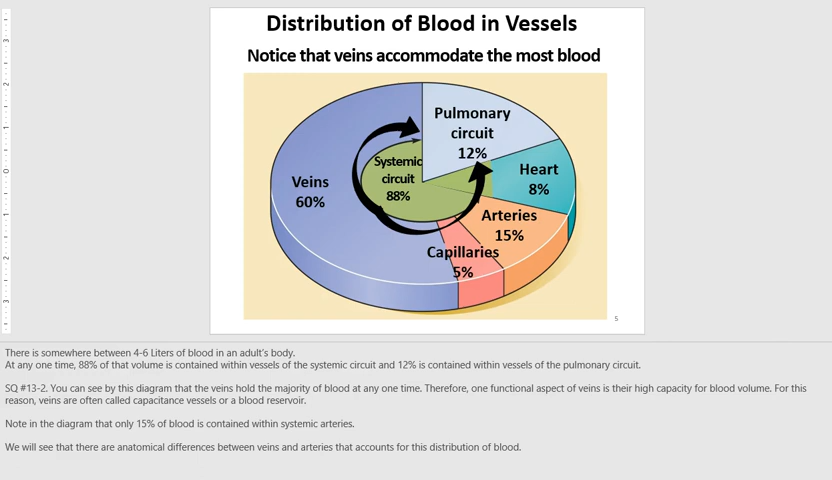 Distribution of Blood in Vessels
Notice that veins accommodate the most blood
Pulmonary
circuit
12%
Systemic
circuit
88%
Heart
8%
Veins
60%
Arteries
15%
Capillaries
5%
5
There is somewhere between 4-6 Liters of blood in an adult's body.
At any one time, 88% of that volume is contained within vessels of the systemic circuit and 12% is contained within vessels of the pulmonary circuit.
SQ #13-2. You can see by this diagram that the veins hold the majority of blood at any one time. Therefore, one functional aspect of veins is their high capacity for blood volume. For this
reason, veins are often called capacitance vessels or a blood reservoir.
Note in the diagram that only 15% of blood is contained within systemic arteries.
We will see that there are anatomical differences between veins and arteries that accounts for this distribution of blood.